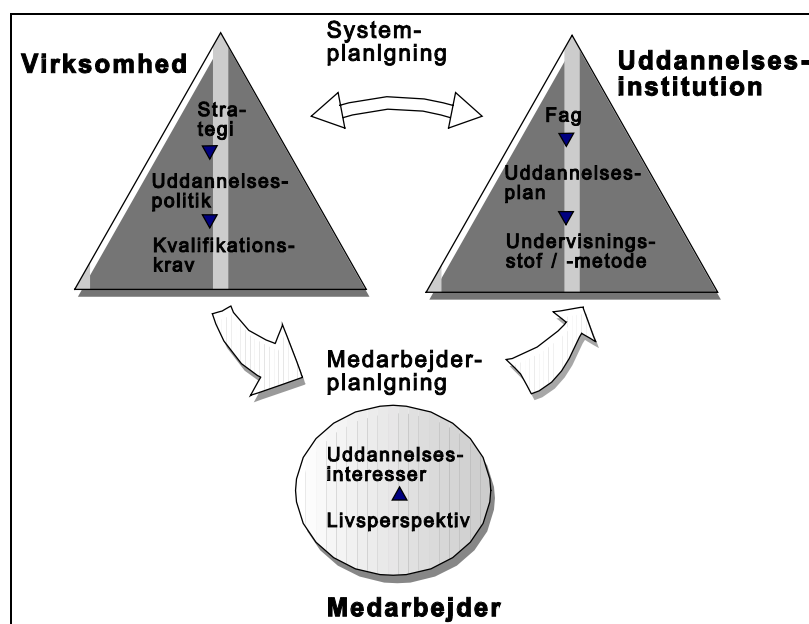 Virksomhed
Stra-
tegi
Uddannelses-
politik
Kvalifikations-
krav
System-
planlgning
Uddannelses-
institution
Fag
Uddannelses-
plan
Undervisnings-
stof / -metode
Medarbejder-
planlgning
Uddannelses-
interesser
Livsperspektiv
Medarbejder